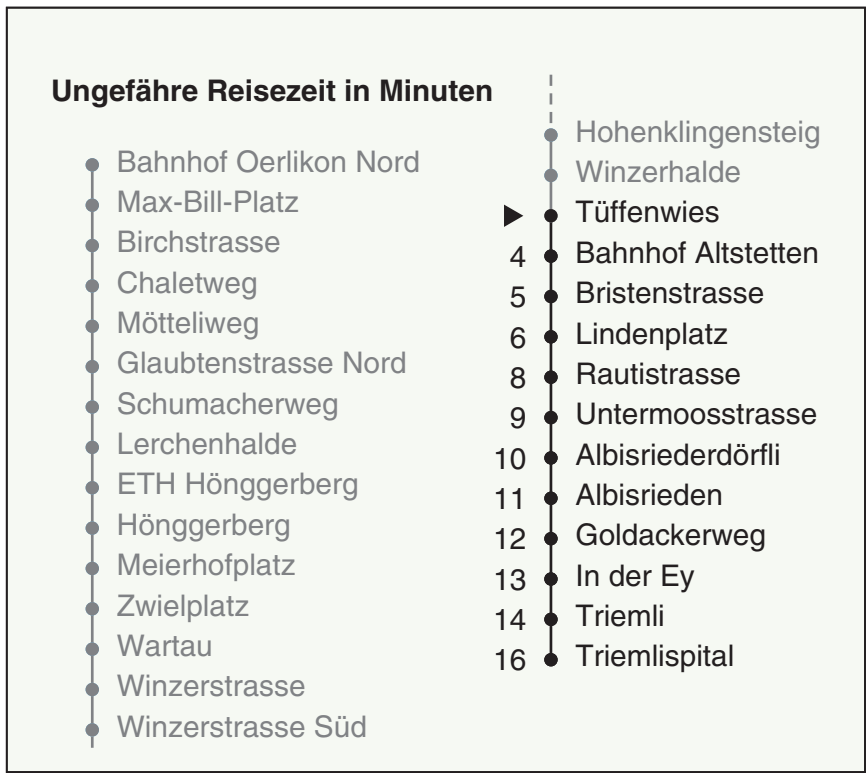 Ungefähre Reisezeit in Minuten
Bahnhof Oerlikon Nord
Max-Bill-Platz
Birchstrasse
Chaletweg
Mötteliweg
Glaubtenstrasse Nord
Schumacherweg
Lerchenhalde
ETH Hönggerberg
Hönggerberg
Meierhofplatz
Zwielplatz
Wartau
Winzerstrasse
Winzerstrasse Süd
Hohenklingensteig
Winzerhalde
Tüffenwies
4 Bahnhof Altstetten
5 Bristenstrasse
6 Lindenplatz
8 Rautistrasse
9 Untermoosstrasse
10 Albisriederdörfli
11 Albisrieden
12 Goldackerweg
13 In der Ey
14 Triemli
16 Triemlispital